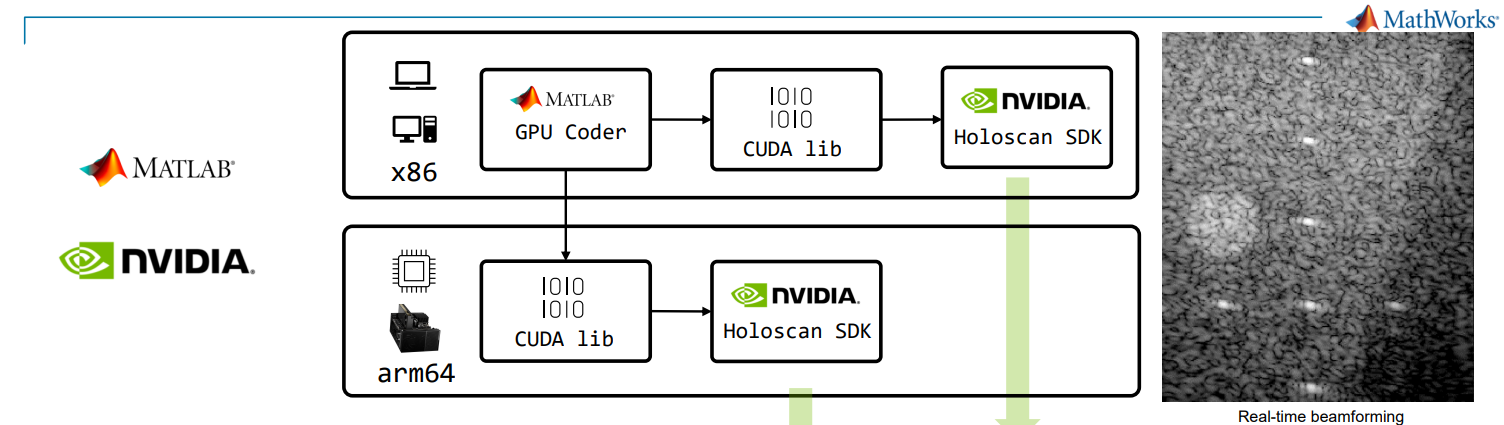 MathWorks®
MATLAB®
NVIDIA.
x86
MATLAB®
GPU Coder
1010
1010
CUDA lib
NVIDIA.
Holoscan SDK
arm64
1010
1010
CUDA lib
NVIDIA.
Holoscan SDK
Real-time beamforming